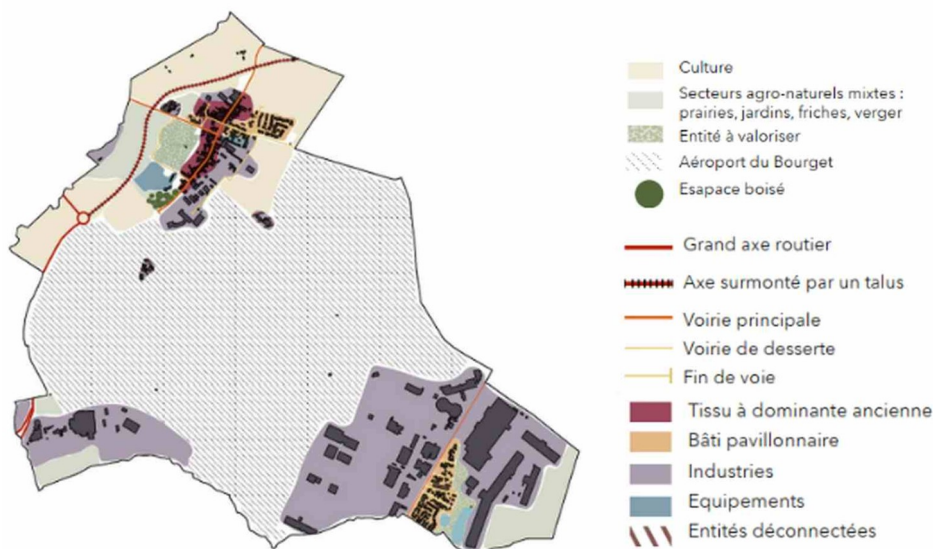 Culture
Secteurs agro-naturels mixtes :
prairies, jardins, friches, verger
Entité à valoriser
Aéroport du Bourget
Esapace boisé
Grand axe routier
Axe surmonté par un talus
Voirie principale
Voirie de desserte
Fin de voie
Tissu à dominante ancienne
Bâti pavillonnaire
Industries
Equipements
Entités déconnectées